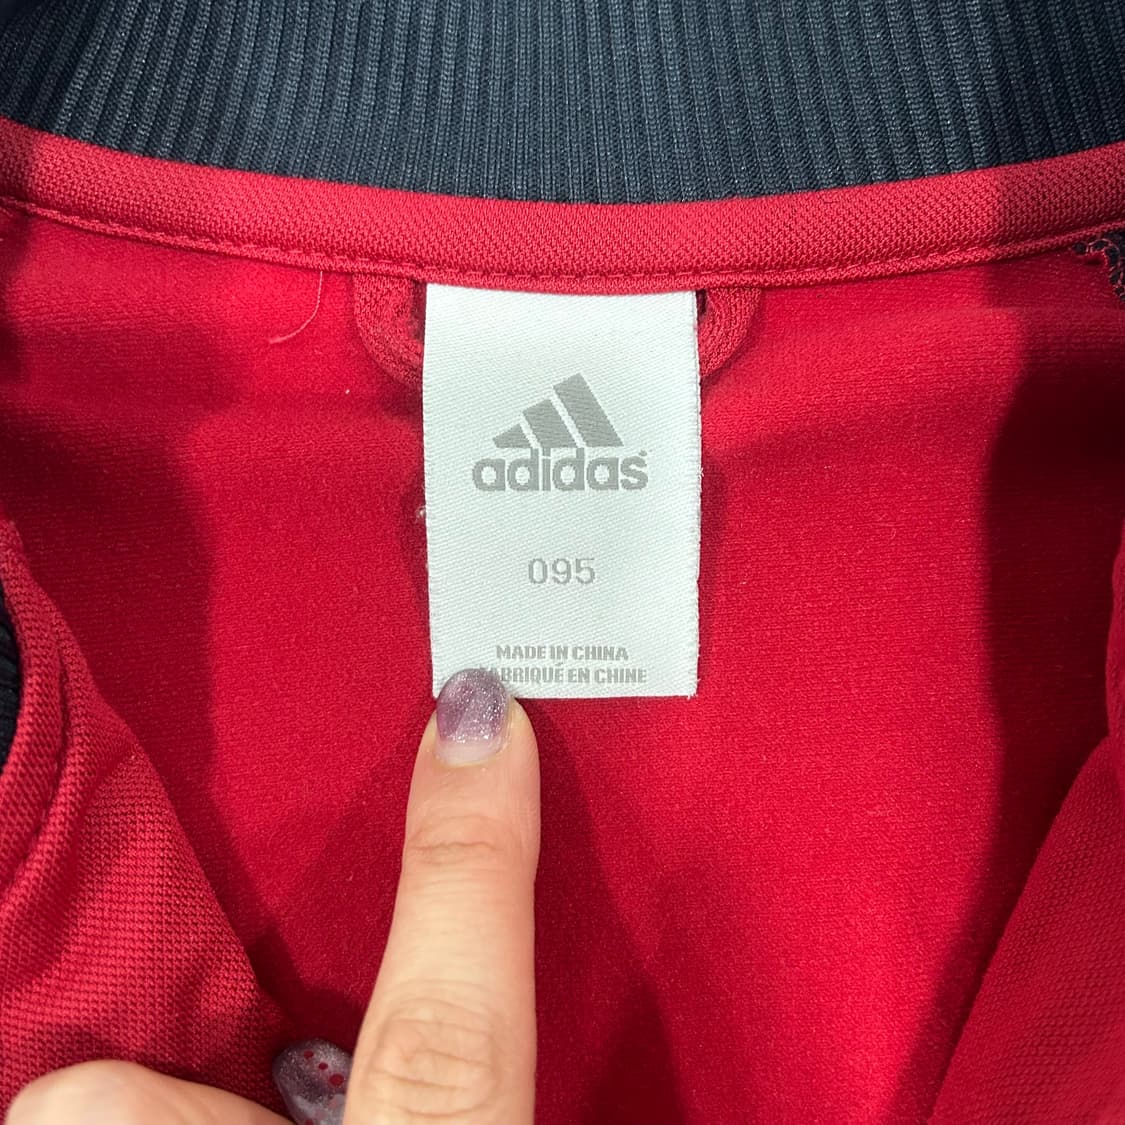 adidas
095
MADE IN CHINA
FABRIQUÉ EN CHINE